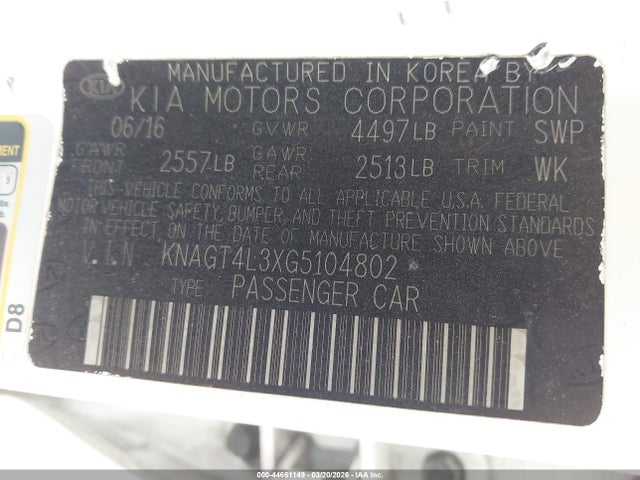 MANUFACTURED IN KOREA BY
KIA
KIA MOTORS CORPORATION
06/16 GVWR 4497LB PAINT SWP
GAWR FRONT 2557LB GAWR REAR 2513LB TRIM WK
THIS VEHICLE CONFORMS TO ALL APPLICABLE U.S.A. FEDERAL
MOTOR VEHICLE SAFETY, BUMPER, AND THEFT PREVENTION STANDARDS
IN EFFECT ON THE DATE OF MANUFACTURE SHOWN ABOVE
V.I.N KNAGT4L3XG5104802
TYPE: PASSENGER CAR
D8
000-44661149 - 03/20/2026 - IAA Inc.